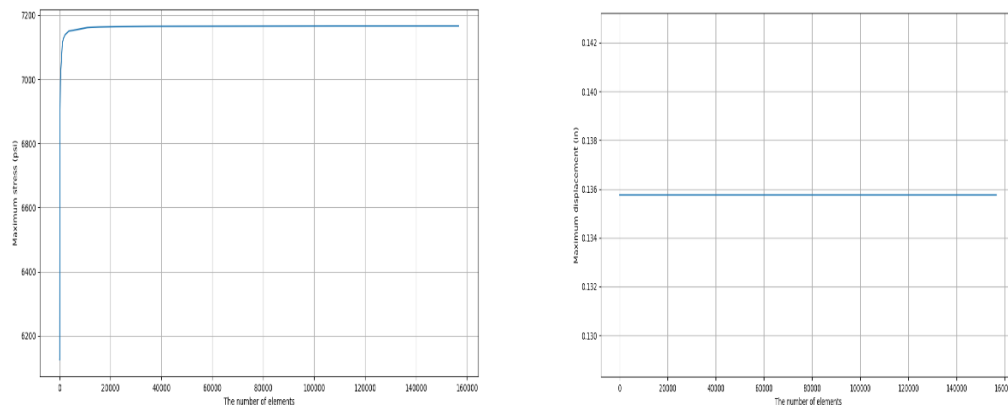 Maximum stress (psi)
7200
7000
6800
6600
6400
6200
0 20000 40000 60000 80000 100000 120000 140000 160000
The number of elements
Maximum displacement (in)
0.142
0.140
0.138
0.136
0.134
0.132
0.130
0 20000 40000 60000 80000 100000 120000 140000
The number of elements